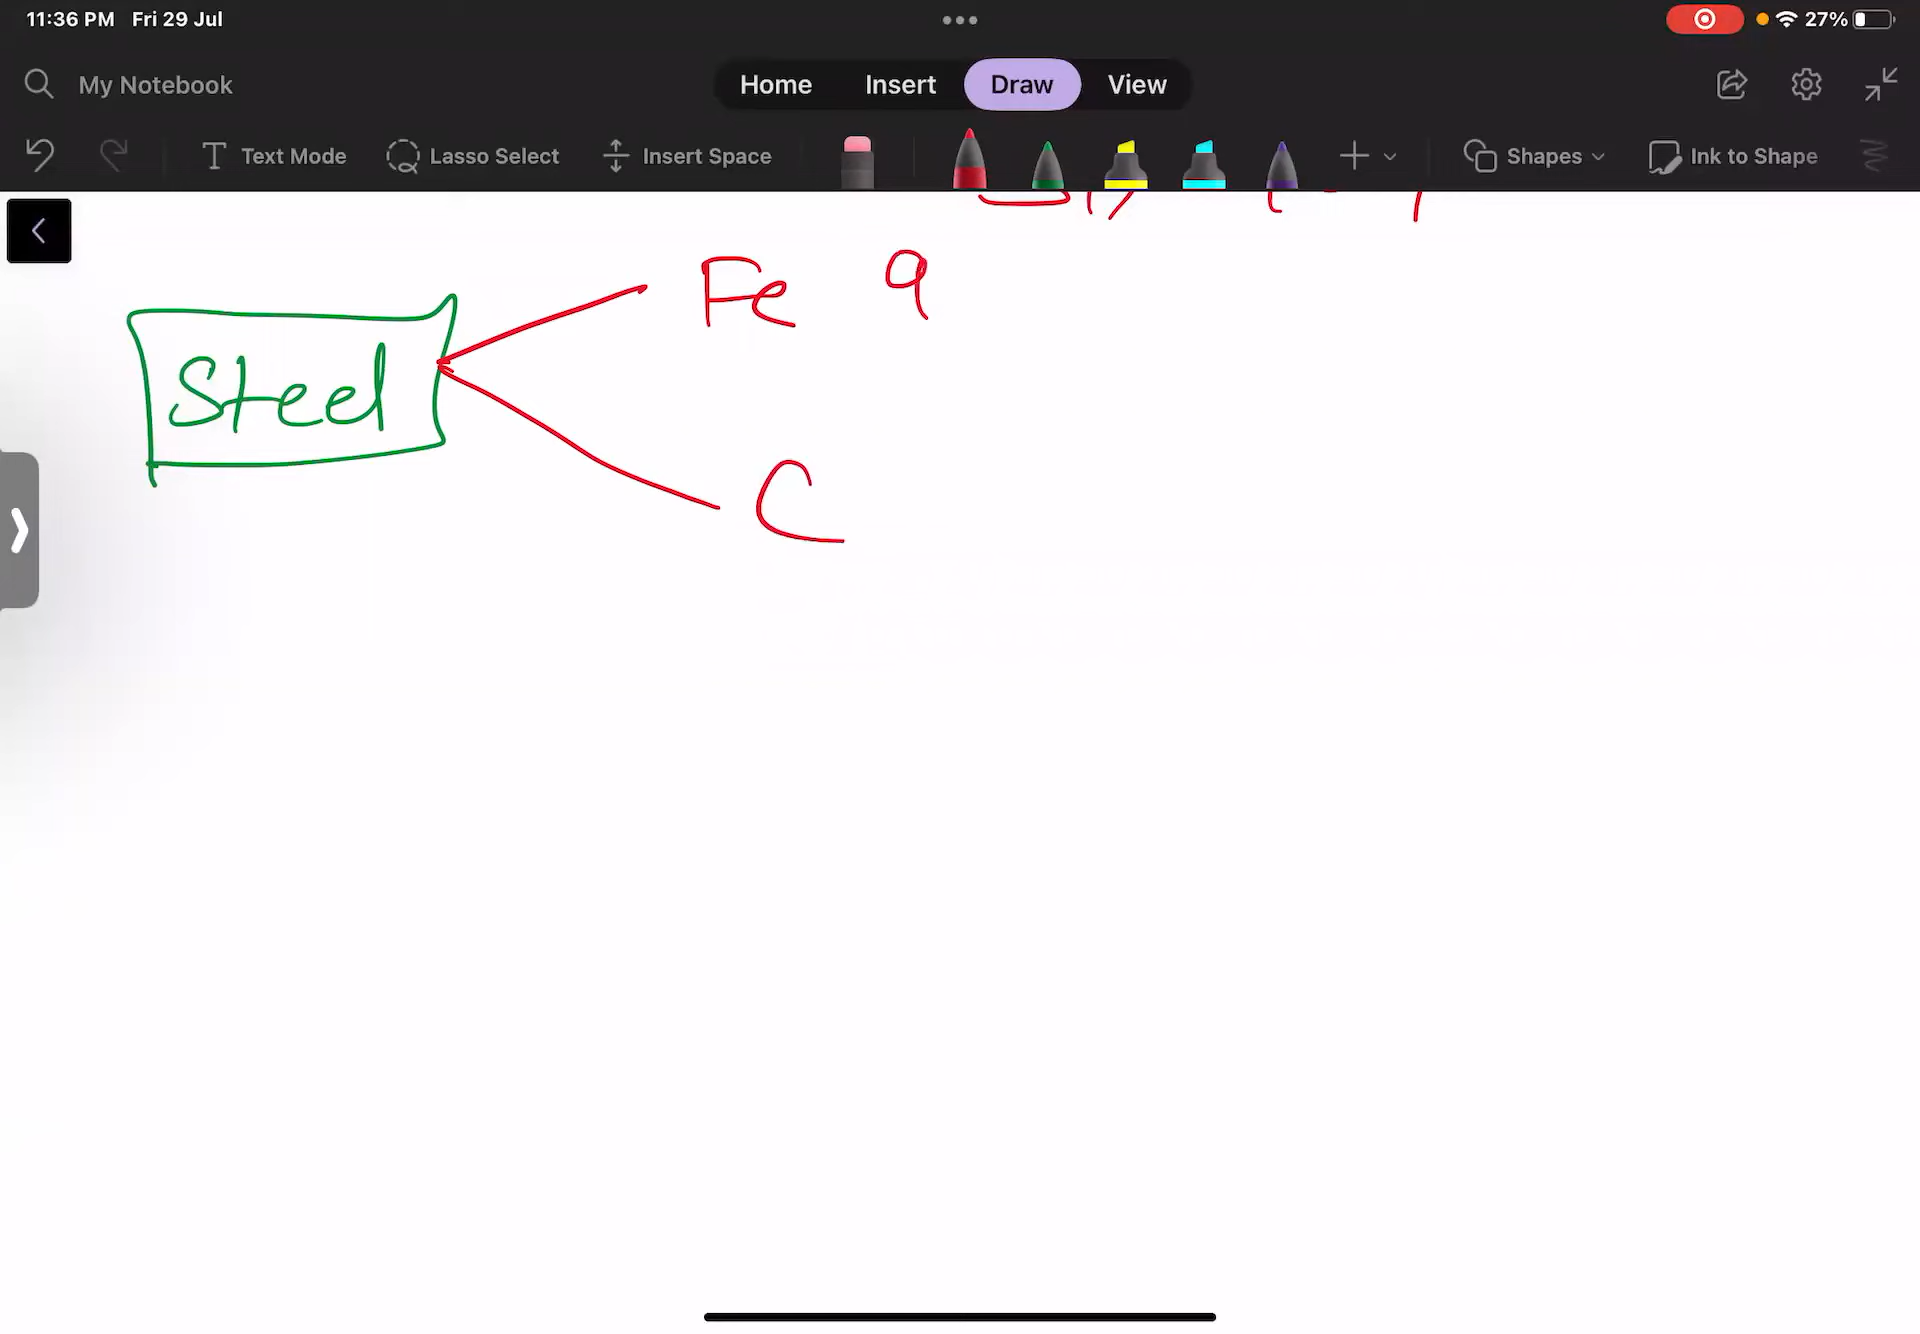 11:36 PM Fri 29 Jul 27%
My Notebook Home Insert Draw View
Text Mode Lasso Select Insert Space Shapes Ink to Shape
Fe 9
Steel
C